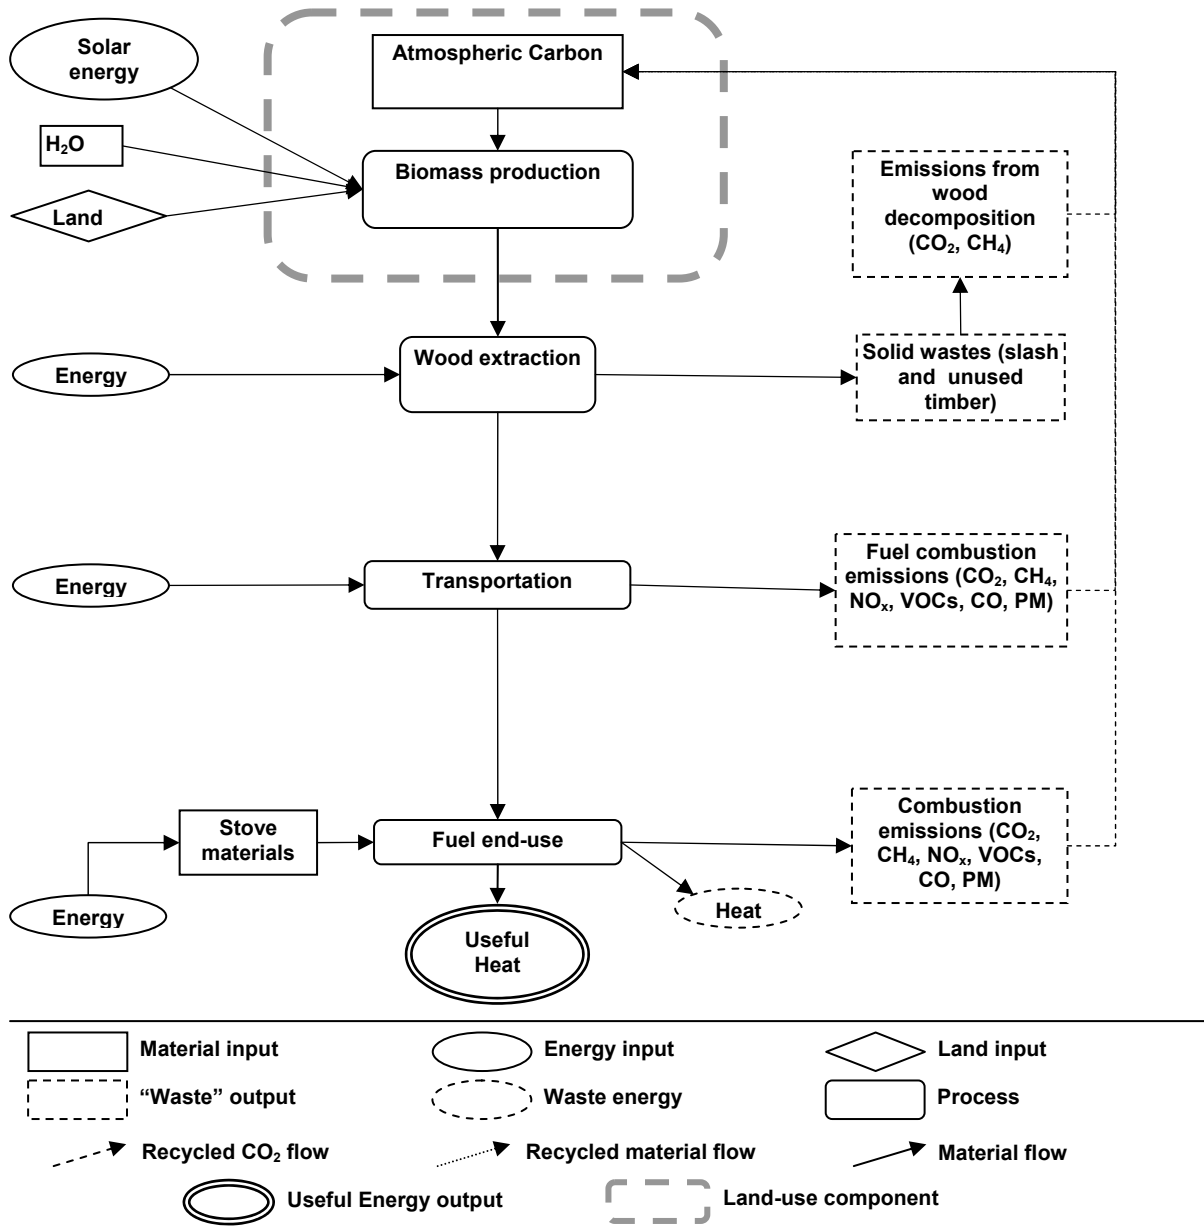 Solar
energy
Atmospheric Carbon
H₂O
Biomass production
Land
Emissions from
wood
decomposition
(CO₂, CH₄)
Energy
Wood extraction
Solid wastes (slash
and unused
timber)
Energy
Transportation
Fuel combustion
emissions (CO₂, CH₄,
NOₓ, VOCs, CO, PM)
Stove
materials
Fuel end-use
Combustion
emissions (CO₂,
CH₄, NOₓ, VOCs,
CO, PM)
Energy
Heat
Useful
Heat
Material input
Energy input
Land input
“Waste” output
Waste energy
Process
Recycled CO₂ flow
Recycled material flow
Material flow
Useful Energy output
Land-use component